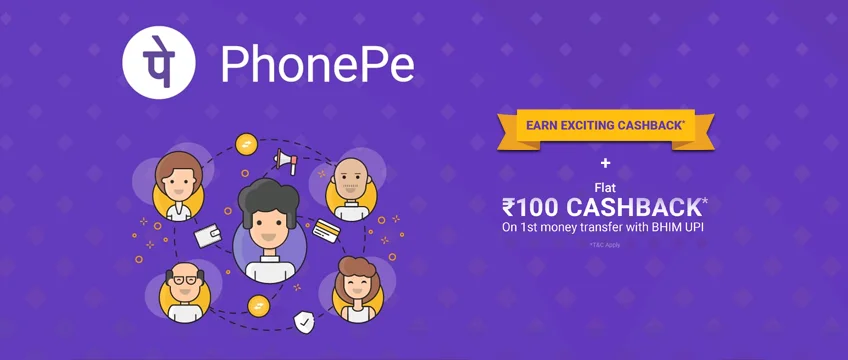 पे PhonePe
EARN EXCITING CASHBACK*
+
Flat
₹100 CASHBACK*
On 1st money transfer with BHIM UPI
*T&C Apply